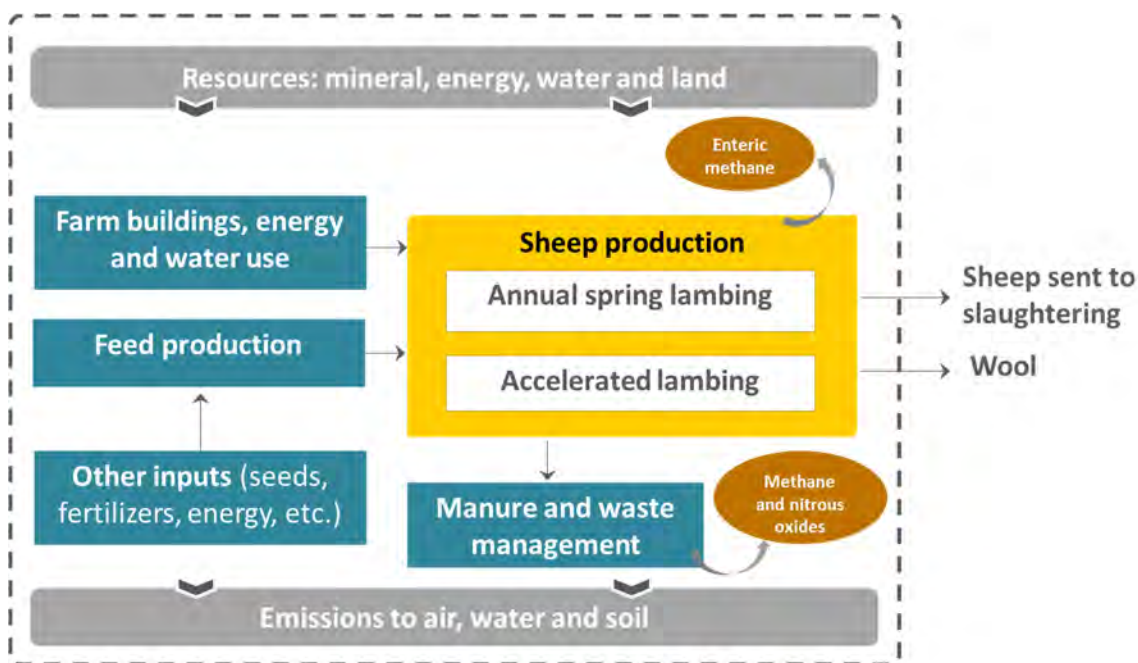 Resources: mineral, energy, water and land
Enteric
methane
Farm buildings, energy
and water use
Sheep production
Annual spring lambing
Sheep sent to
slaughtering
Feed production
Accelerated lambing
Wool
Other inputs (seeds,
fertilizers, energy, etc.)
Manure and waste
management
Methane
and nitrous
oxides
Emissions to air, water and soil